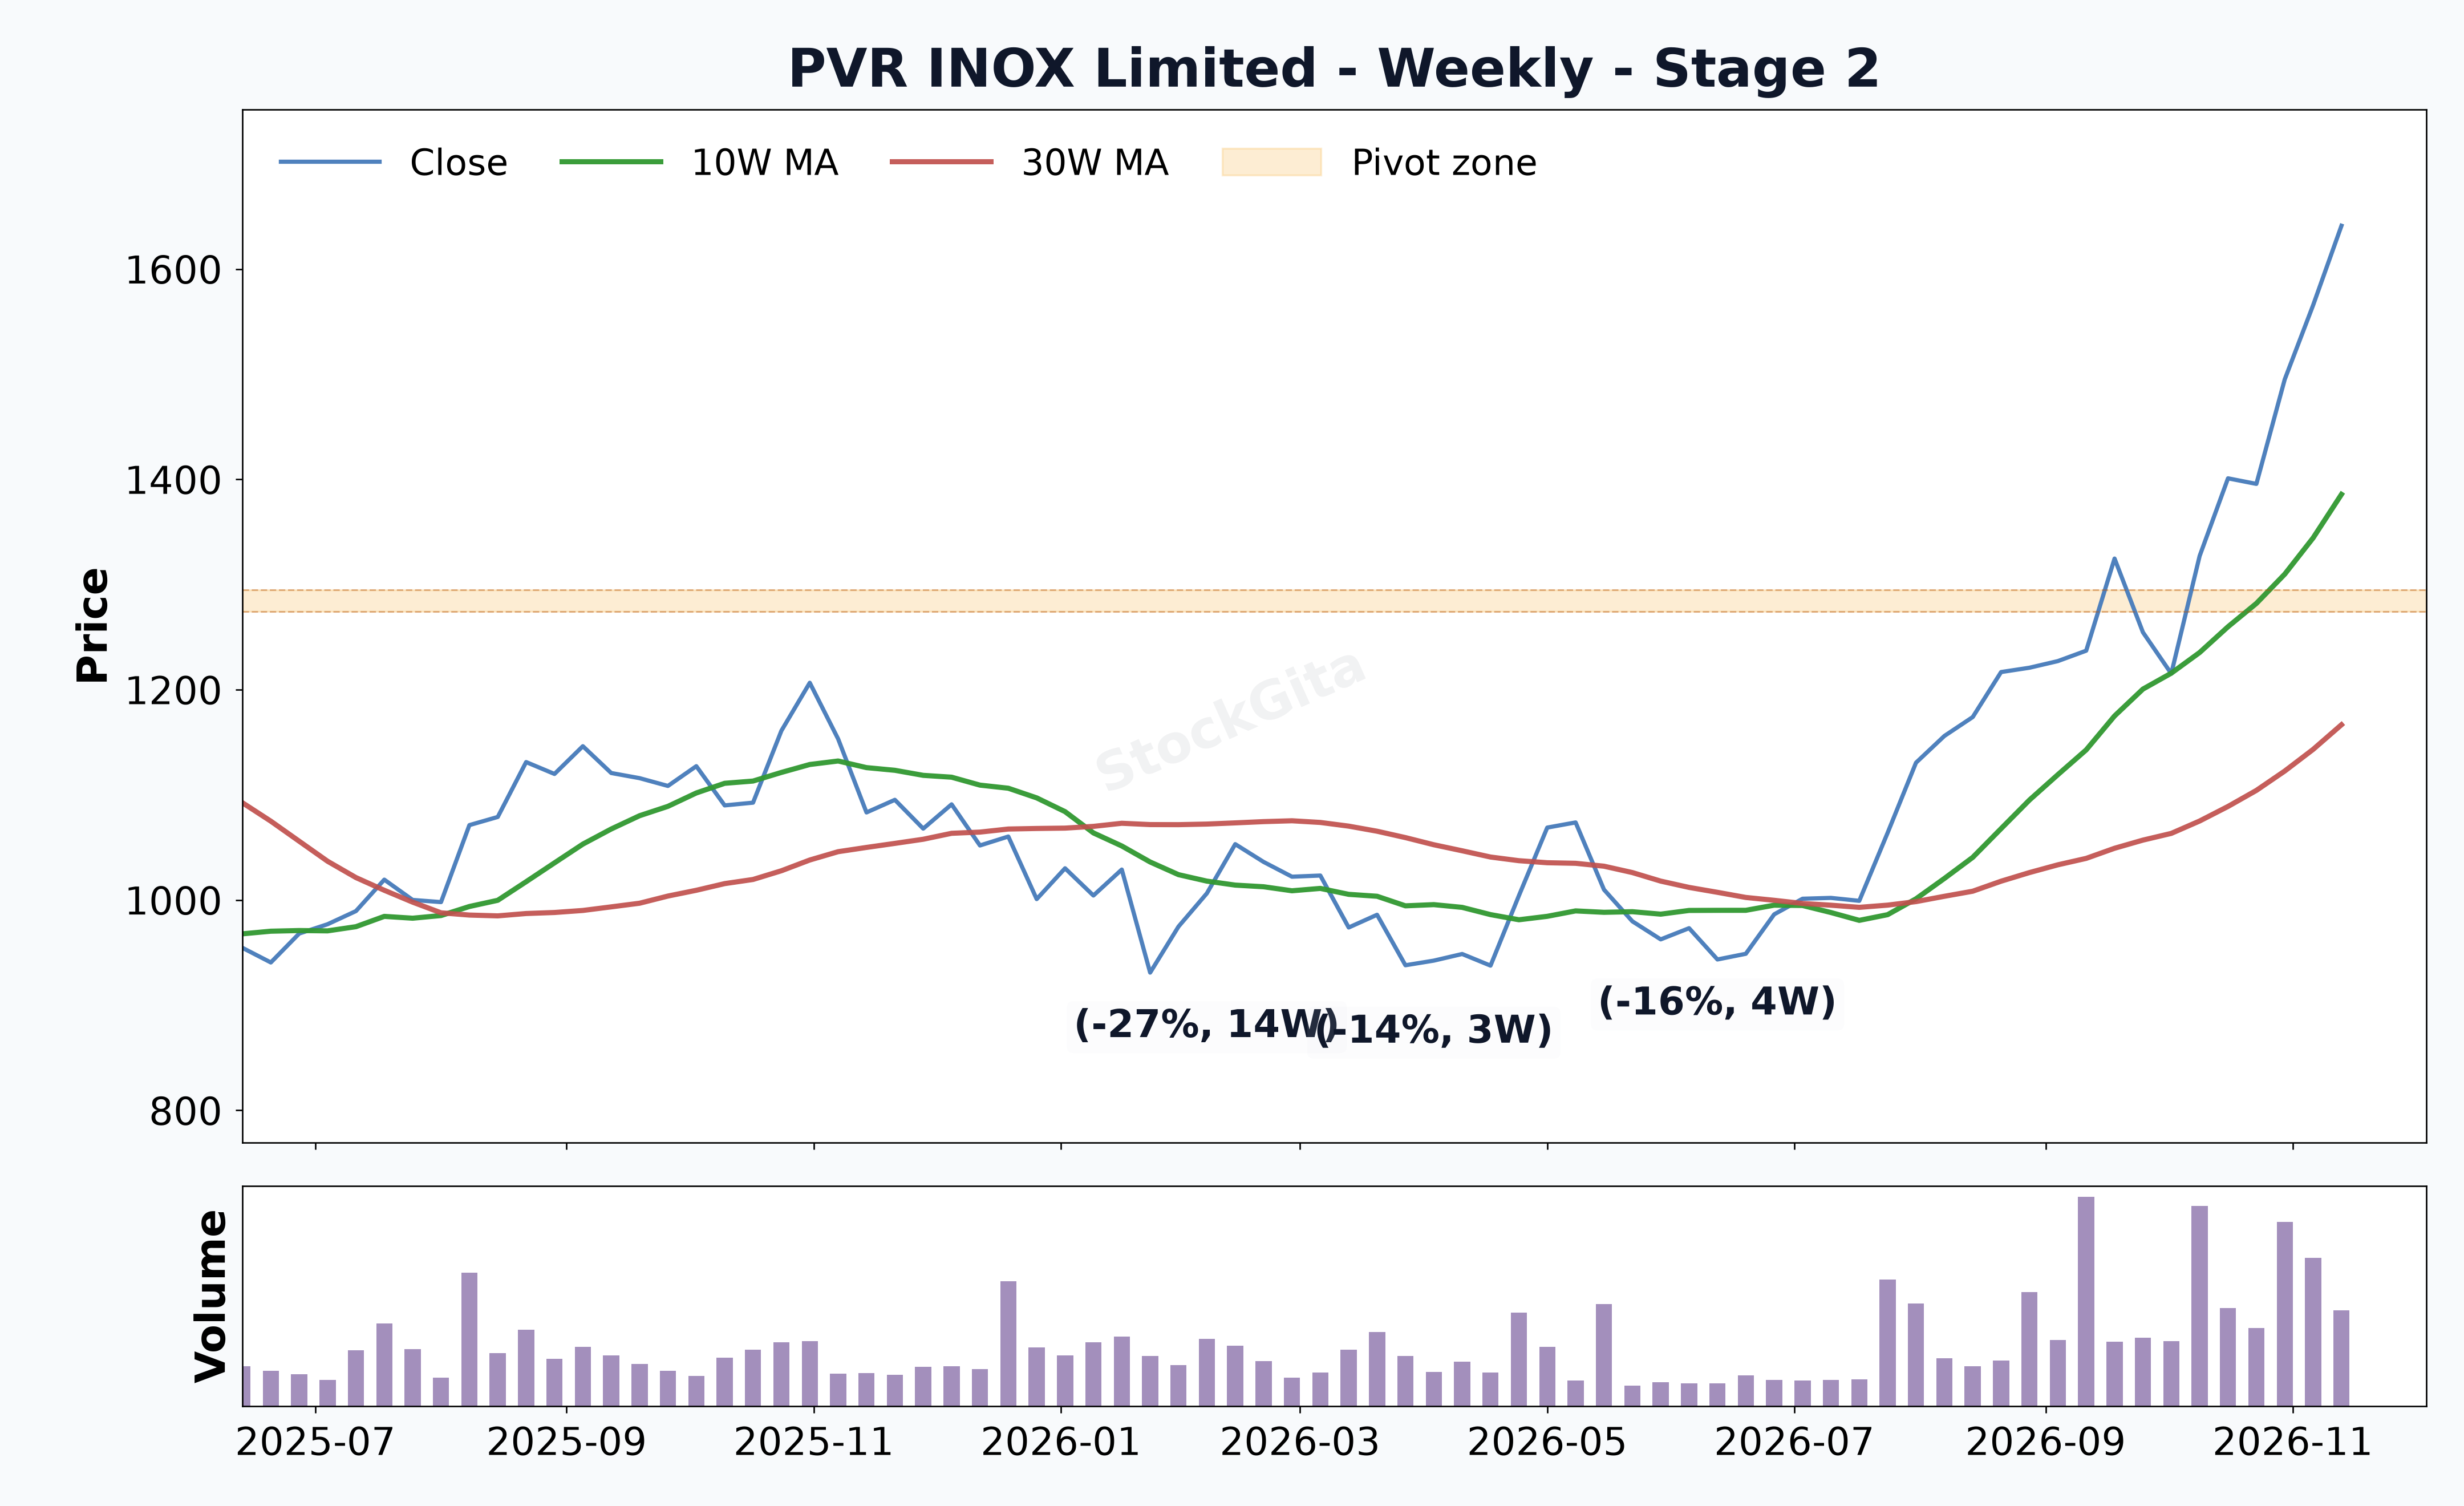 PVR INOX Limited - Weekly - Stage 2
Close 10W MA 30W MA Pivot zone
1600
1400
1200
1000
800
Price
StockGita
(-27%, 14W)
(-14%, 3W)
(-16%, 4W)
Volume
2025-07 2025-09 2025-11 2026-01 2026-03 2026-05 2026-07 2026-09 2026-11